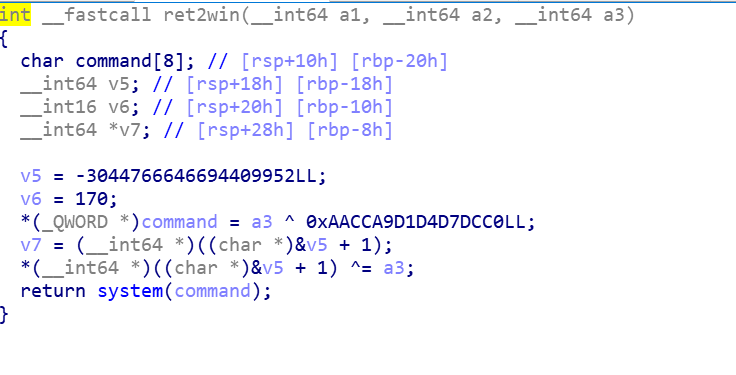 int __fastcall ret2win(__int64 a1, __int64 a2, __int64 a3)
{
char command[8]; // [rsp+10h] [rbp-20h]
__int64 v5; // [rsp+18h] [rbp-18h]
__int16 v6; // [rsp+20h] [rbp-10h]
__int64 *v7; // [rsp+28h] [rbp-8h]
v5 = -3044766646694409952LL;
v6 = 170;
*(_QWORD *)command = a3 ^ 0xAACCA9D1D4D7DCC0LL;
v7 = (__int64 *)((char *)&v5 + 1);
*(__int64 *)((char *)&v5 + 1) ^= a3;
return system(command);
}